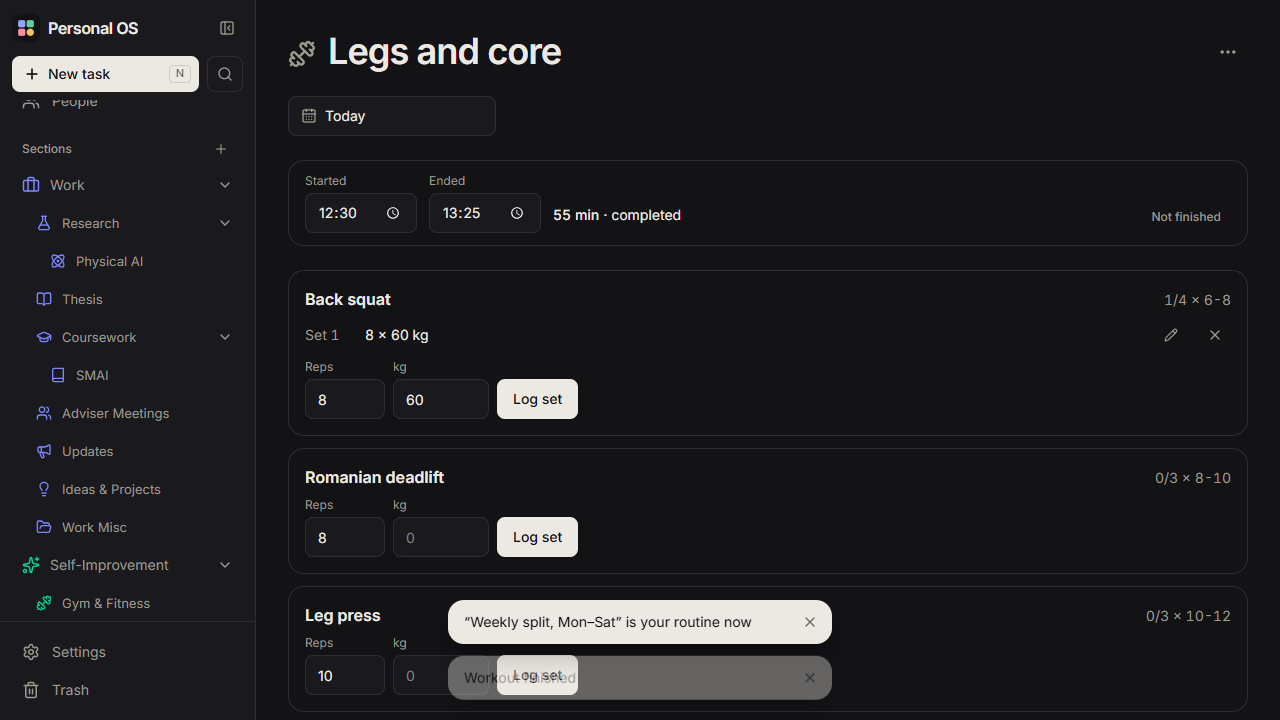 Personal OS
New task
N
People
Sections
Work
Research
Physical AI
Thesis
Coursework
SMAI
Adviser Meetings
Updates
Ideas & Projects
Work Misc
Self-Improvement
Gym & Fitness
Settings
Trash
Legs and core
Today
Started
Ended
12:30
13:25
55 min · completed
Not finished
Back squat
1/4 × 6-8
Set 1
8 × 60 kg
Reps
kg
8
60
Log set
Romanian deadlift
0/3 × 8-10
Reps
kg
8
0
Log set
Leg press
0/3 × 10-12
Reps
kg
10
0
Log set
“Weekly split, Mon–Sat” is your routine now
Workout finished